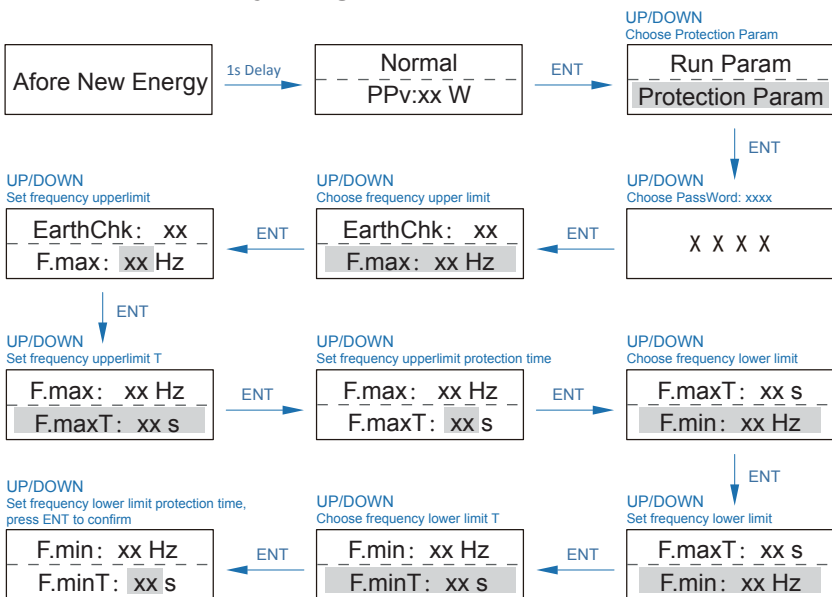 UP/DOWN
Choose Protection Param
Afore New Energy
1s Delay
Normal
PPv:xx W
ENT
Run Param
Protection Param
ENT
UP/DOWN
Choose PassWord: xxxx
X X X X
ENT
UP/DOWN
Choose frequency upper limit
EarthChk: xx
F.max: xx Hz
ENT
UP/DOWN
Set frequency upperlimit
EarthChk: xx
F.max: xx Hz
ENT
UP/DOWN
Set frequency upperlimit T
F.max: xx Hz
F.maxT: xx s
ENT
UP/DOWN
Set frequency upperlimit protection time
F.max: xx Hz
F.maxT: xx s
ENT
UP/DOWN
Choose frequency lower limit
F.maxT: xx s
F.min: xx Hz
ENT
UP/DOWN
Set frequency lower limit
F.maxT: xx s
F.min: xx Hz
ENT
UP/DOWN
Choose frequency lower limit T
F.min: xx Hz
F.minT: xx s
ENT
UP/DOWN
Set frequency lower limit protection time,
press ENT to confirm
F.min: xx Hz
F.minT: xx s